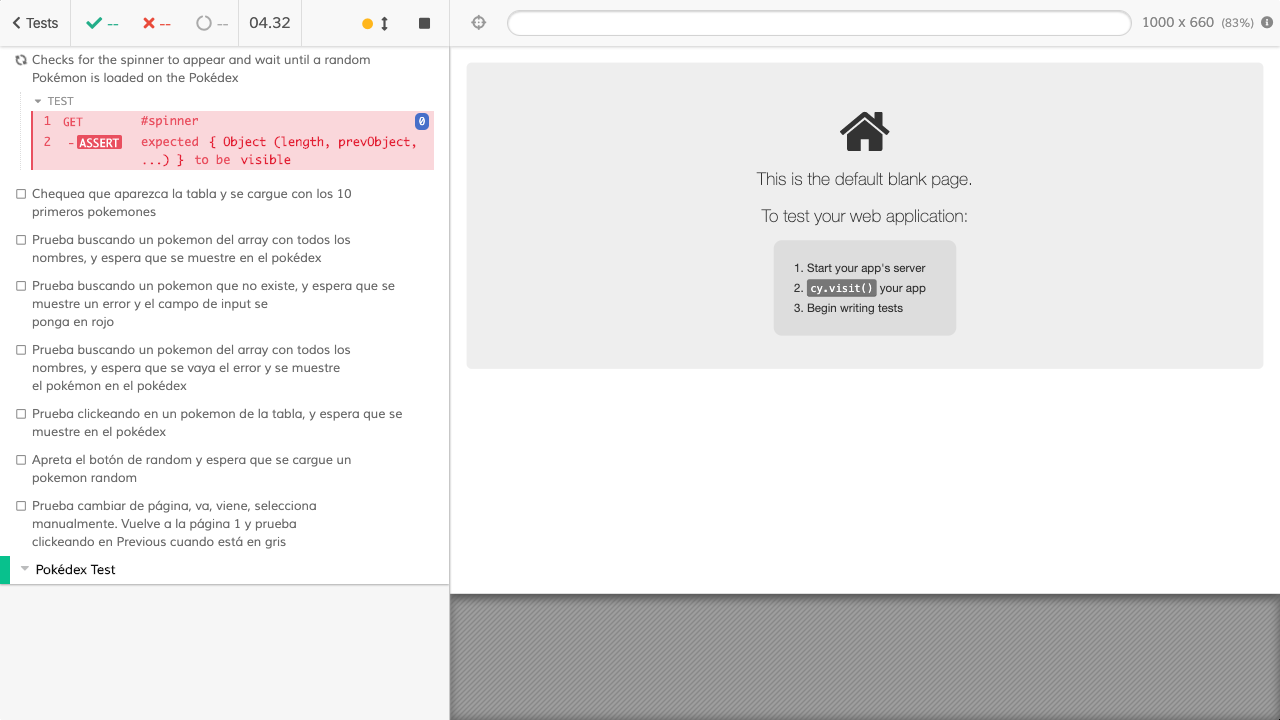 Tests
--
--
--
04.32
1000 x 660 (83%)
Checks for the spinner to appear and wait until a random
Pokémon is loaded on the Pokédex
TEST
1 GET #spinner 0
2 -ASSERT expected { Object (length, prevObject,
...) } to be visible
Chequea que aparezca la tabla y se cargue con los 10
primeros pokemones
Prueba buscando un pokemon del array con todos los
nombres, y espera que se muestre en el pokédex
Prueba buscando un pokemon que no existe, y espera que se
muestre un error y el campo de input se
ponga en rojo
Prueba buscando un pokemon del array con todos los
nombres, y espera que se vaya el error y se muestre
el pokémon en el pokédex
Prueba clickeando en un pokemon de la tabla, y espera que se
muestre en el pokédex
Apreta el botón de random y espera que se cargue un
pokemon random
Prueba cambiar de página, va, viene, selecciona
manualmente. Vuelve a la página 1 y prueba
clickeando en Previous cuando está en gris
Pokédex Test
This is the default blank page.
To test your web application:
1. Start your app's server
2. cy.visit() your app
3. Begin writing tests